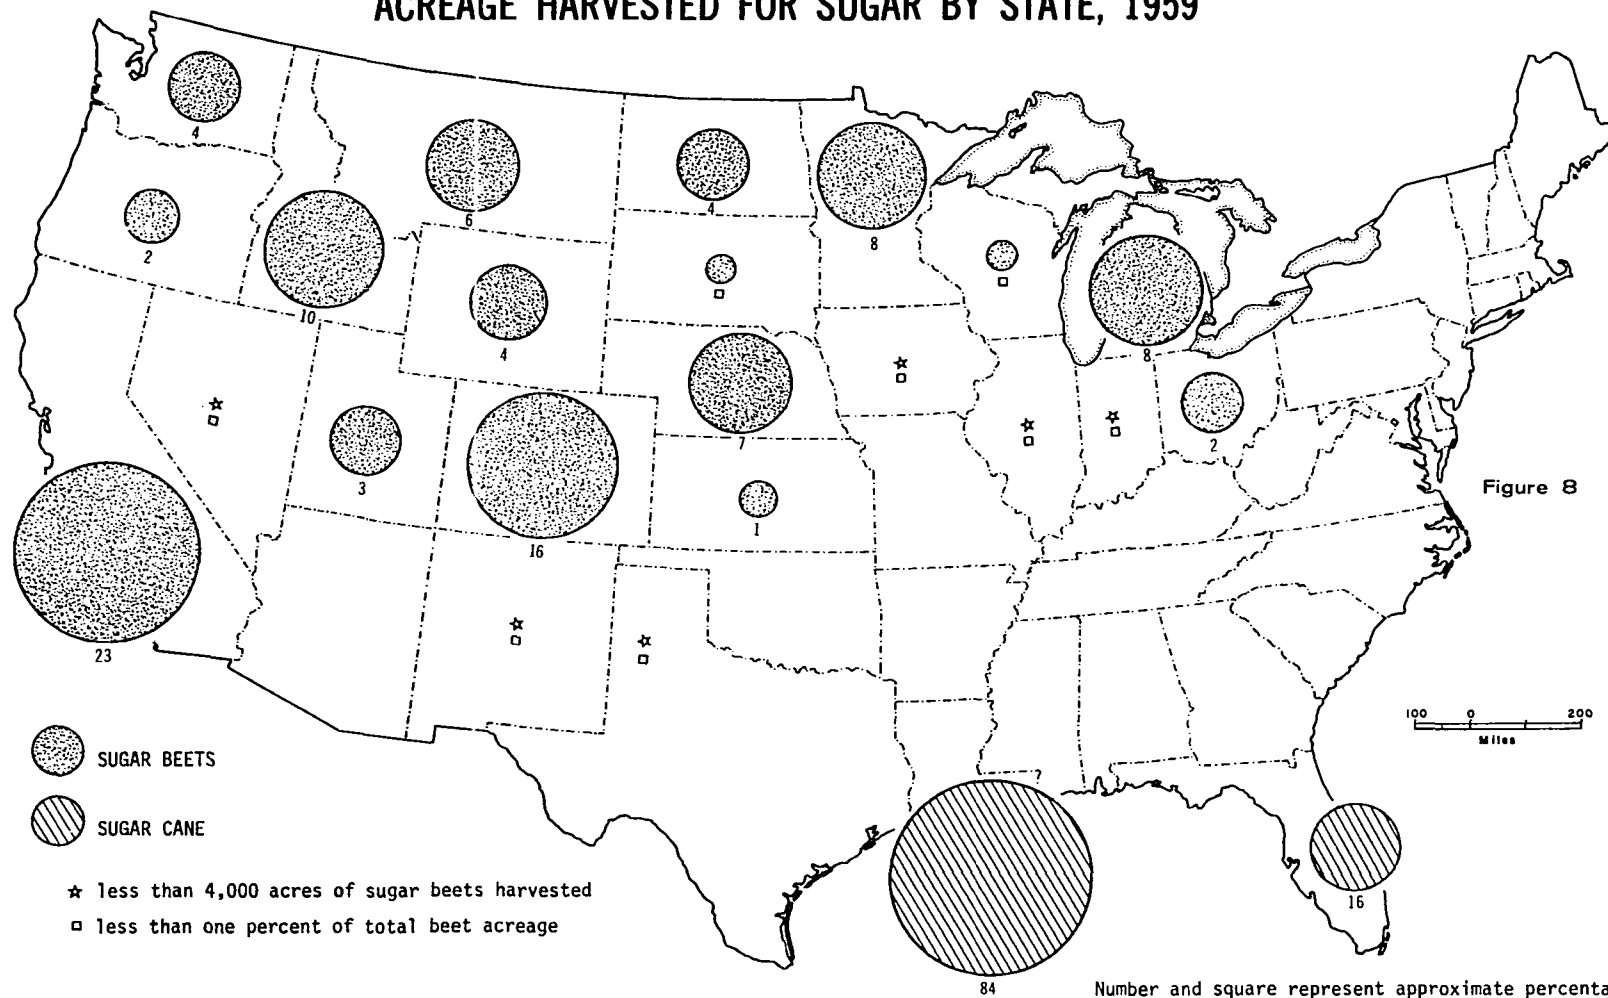 ACREAGE HARVESTED FOR SUGAR BY STATE, 1959
4
6
4
8
2
10
4
8
7
3
2
16
1
Figure 8
23
100 0 200
Miles
SUGAR BEETS
SUGAR CANE
☆ less than 4,000 acres of sugar beets harvested
□ less than one percent of total beet acreage
16
84
Number and square represent approximate percenta